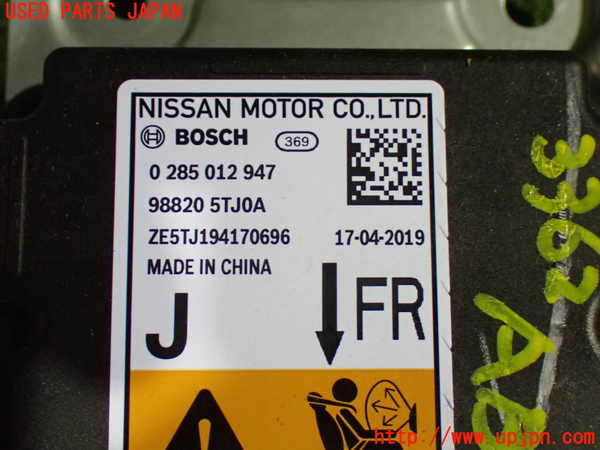 USED PARTS JAPAN
NISSAN MOTOR CO.,LTD.
BOSCH 369
0 285 012 947
98820 5TJ0A
ZE5TJ194170696 17-04-2019
MADE IN CHINA
J FR
3363
http://www.upjpn.com/